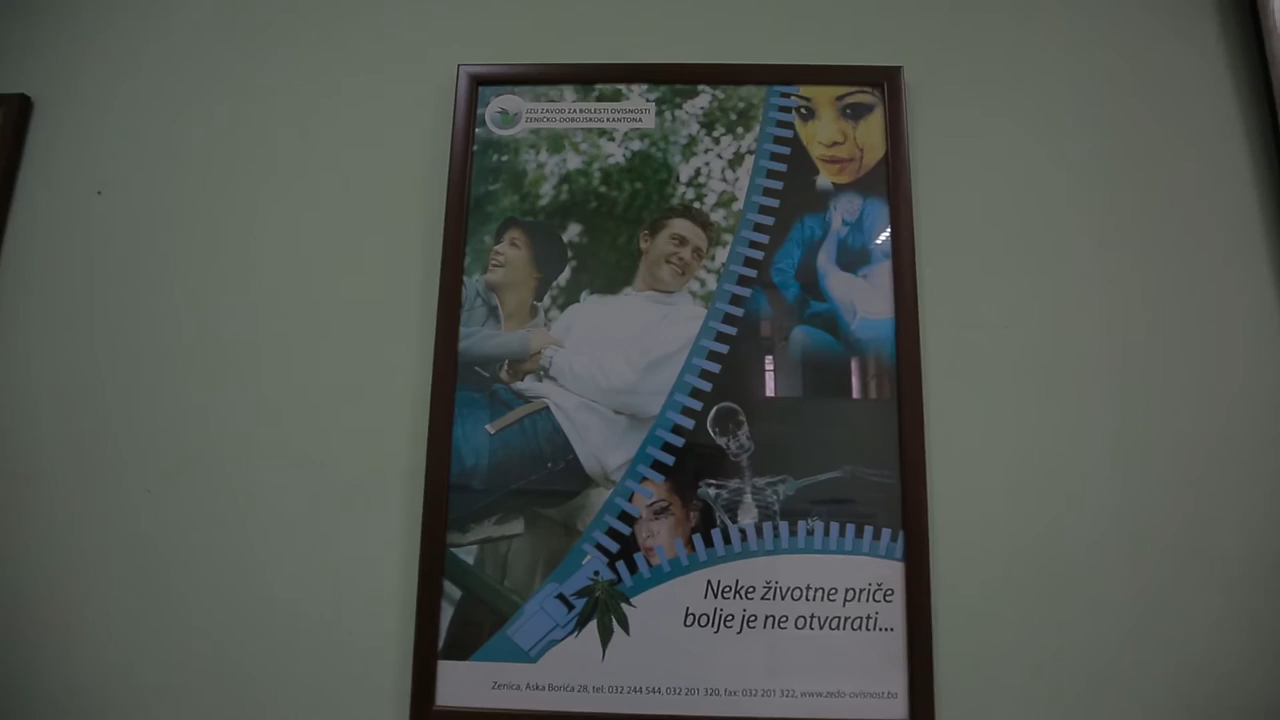 JZU ZAVOD ZA BOLESTI OVISNOSTI
ZENIČKO-DOBOJSKOG KANTONA
Neke životne priče
bolje je ne otvarati...
Zenica, Aska Borića 28, tel: 032 244 544, 032 201 320, fax: 032 201 322, www.zedo-ovisnost.ba